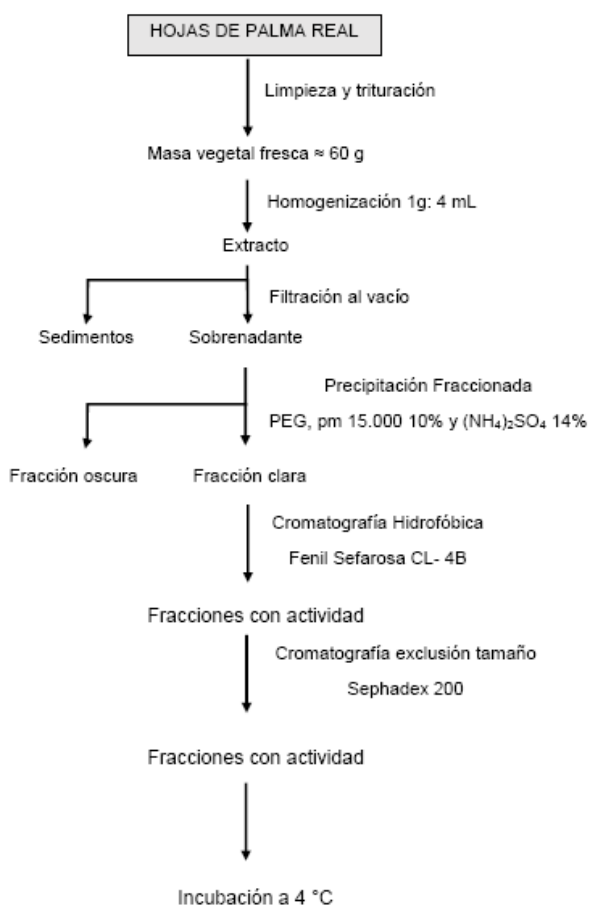 HOJAS DE PALMA REAL
Limpieza y trituración
Masa vegetal fresca ≈ 60 g
Homogenización 1g: 4 mL
Extracto
Filtración al vacío
Sedimentos Sobrenadante
Precipitación Fraccionada
PEG, pm 15.000 10% y (NH₄)₂SO₄ 14%
Fracción oscura Fracción clara
Cromatografía Hidrofóbica
Fenil Sefarosa CL- 4B
Fracciones con actividad
Cromatografía exclusión tamaño
Sephadex 200
Fracciones con actividad
Incubación a 4 °C